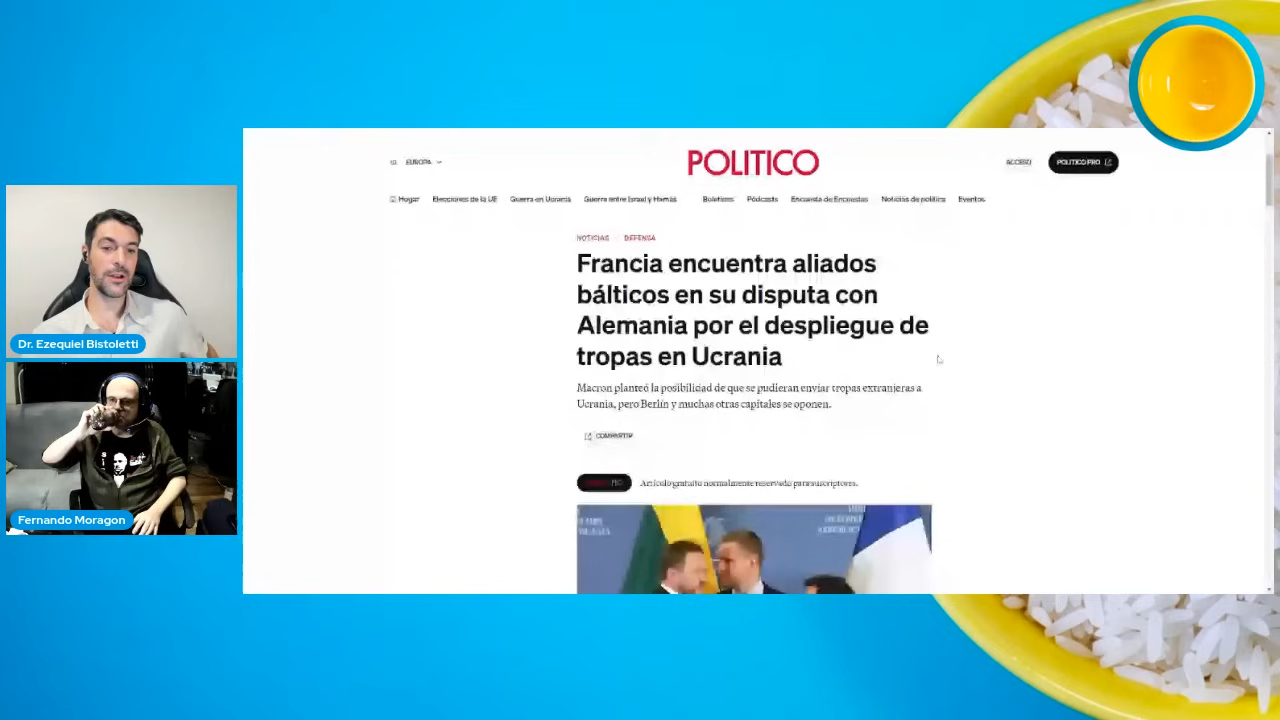 POLITICO
EUROPA
ACCESO
POLITICO PRO
Hogar
Elecciones de la UE
Guerra en Ucrania
Guerra entre Israel y Hamás
Boletines
Pódcasts
Encuesta de Encuestas
Noticias de política
Eventos
NOTICIAS
DEFENSA
Francia encuentra aliados
bálticos en su disputa con
Alemania por el despliegue de
tropas en Ucrania
Macron planteó la posibilidad de que se pudieran enviar tropas extranjeras a
Ucrania, pero Berlín y muchas otras capitales se oponen.
COMPARTIR
PRO
Artículo gratuito normalmente reservado para suscriptores.
Dr. Ezequiel Bistoletti
Fernando Moragon